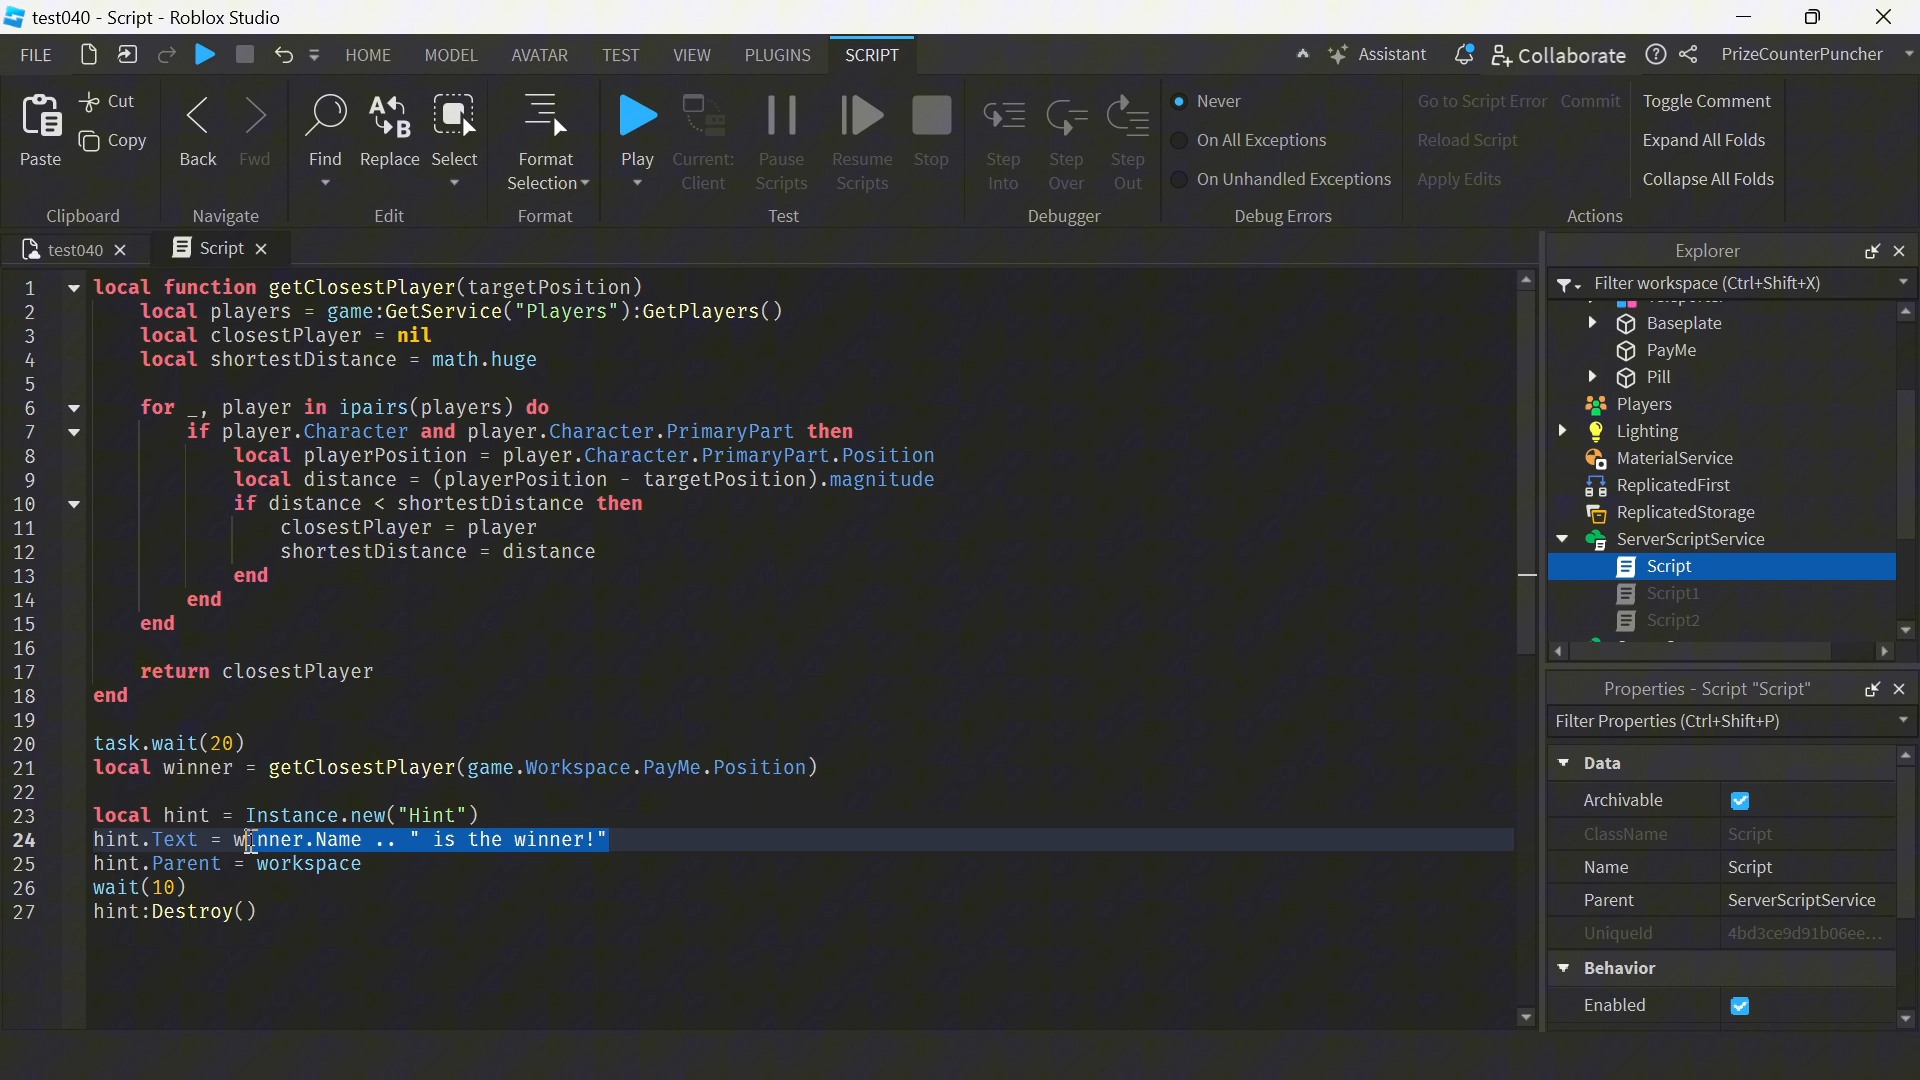 test040 - Script - Roblox Studio
FILE HOME MODEL AVATAR TEST VIEW PLUGINS SCRIPT Assistant Collaborate PrizeCounterPuncher
Paste Cut Copy
Clipboard
Back Fwd
Navigate
Find Replace Select
Edit
Format Selection
Format
Play Current: Client Pause Scripts Resume Scripts Stop
Test
Step Into Step Over Step Out
Debugger
Never
On All Exceptions
On Unhandled Exceptions
Debug Errors
Go to Script Error Commit Toggle Comment
Reload Script Expand All Folds
Apply Edits Collapse All Folds
Actions
test040 Script
1 local function getClosestPlayer(targetPosition)
2 local players = game:GetService("Players"):GetPlayers()
3 local closestPlayer = nil
4 local shortestDistance = math.huge
5
6 for _, player in ipairs(players) do
7 if player.Character and player.Character.PrimaryPart then
8 local playerPosition = player.Character.PrimaryPart.Position
9 local distance = (playerPosition - targetPosition).magnitude
10 if distance < shortestDistance then
11 closestPlayer = player
12 shortestDistance = distance
13 end
14 end
15 end
16
17 return closestPlayer
18 end
19
20 task.wait(20)
21 local winner = getClosestPlayer(game.Workspace.PayMe.Position)
22
23 local hint = Instance.new("Hint")
24 hint.Text = winner.Name .. " is the winner!"
25 hint.Parent = workspace
26 wait(10)
27 hint:Destroy()
Explorer
Filter workspace (Ctrl+Shift+X)
Baseplate
PayMe
Pill
Players
Lighting
MaterialService
ReplicatedFirst
ReplicatedStorage
ServerScriptService
Script
Script1
Script2
Properties - Script "Script"
Filter Properties (Ctrl+Shift+P)
Data
Archivable
ClassName Script
Name Script
Parent ServerScriptService
UniqueId 4bd3ce9d91b06ee...
Behavior
Enabled